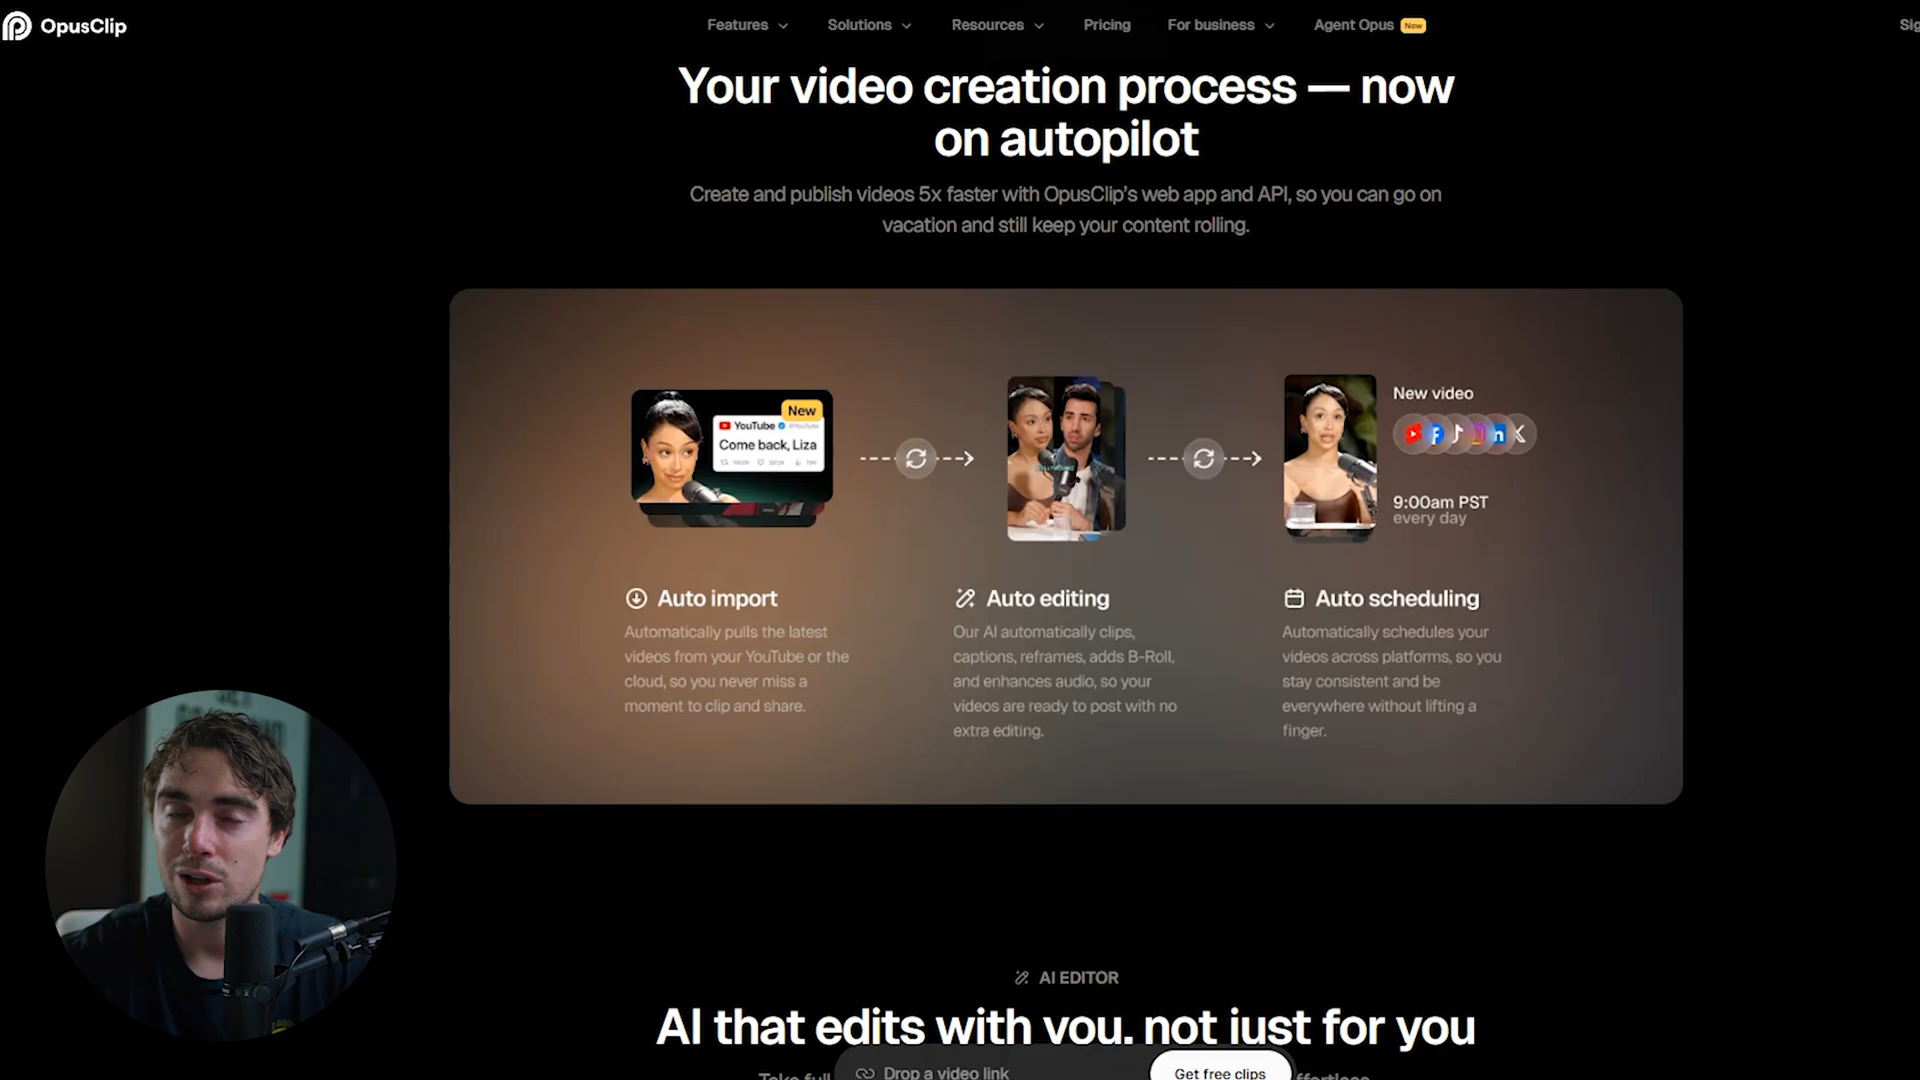 OpusClip
Features
Solutions
Resources
Pricing
For business
Agent Opus
New
Your video creation process — now
on autopilot
Create and publish videos 5x faster with OpusClip's web app and API, so you can go on
vacation and still keep your content rolling.
New
YouTube
Come back, Liza
New video
9:00am PST
every day
Auto import
Automatically pulls the latest
videos from your YouTube or the
cloud, so you never miss a
moment to clip and share.
Auto editing
Our AI automatically clips,
captions, reframes, adds B-Roll,
and enhances audio, so your
videos are ready to post with no
extra editing.
Auto scheduling
Automatically schedules your
videos across platforms, so you
stay consistent and be
everywhere without lifting a
finger.
AI EDITOR
AI that edits with you, not just for you
Drop a video link
Get free clips